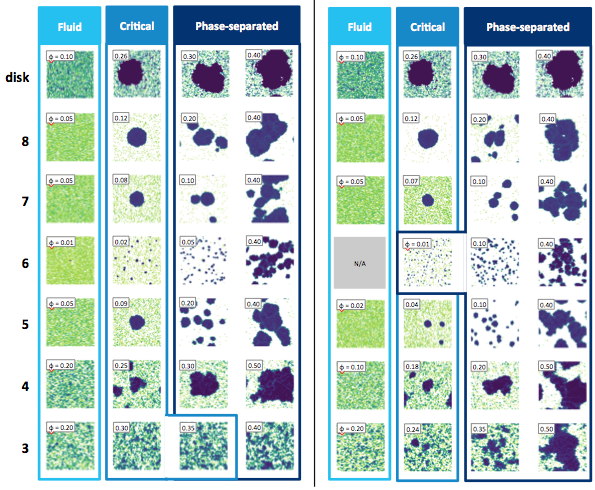 Fluid Critical Phase-separated Fluid Critical Phase-separated
disk ϕ = 0.10 0.26 0.30 0.40 ϕ = 0.10 0.26 0.30 0.40
8 ϕ = 0.05 0.12 0.20 0.40 ϕ = 0.05 0.12 0.20 0.40
7 ϕ = 0.05 0.08 0.10 0.40 ϕ = 0.05 0.07 0.10 0.40
6 ϕ = 0.01 0.02 0.05 0.40 N/A ϕ = 0.01 0.10 0.40
5 ϕ = 0.05 0.09 0.20 0.40 ϕ = 0.02 0.04 0.10 0.40
4 ϕ = 0.20 0.25 0.30 0.50 ϕ = 0.10 0.18 0.20 0.50
3 ϕ = 0.20 0.30 0.35 0.40 ϕ = 0.20 0.24 0.35 0.50